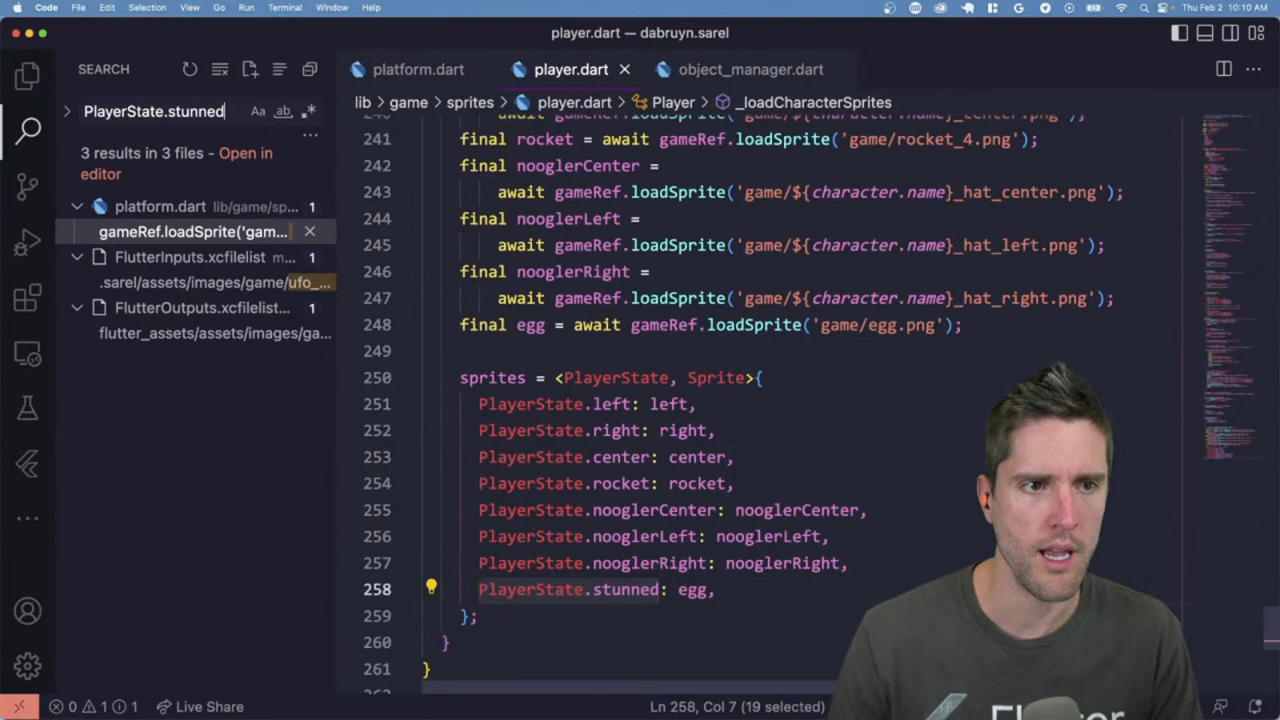 Code File Edit Selection View Go Run Terminal Window Help Thu Feb 2 10:10 AM
player.dart — dabruyn.sarel
SEARCH
platform.dart player.dart object_manager.dart
lib > game > sprites > player.dart > Player > _loadCharacterSprites
PlayerState.stunned Aa ab
3 results in 3 files - Open in
editor
platform.dart lib/game/sp... 1
gameRef.loadSprite('gam...
FlutterInputs.xcfilelist m... 1
.sarel/assets/images/game/ufo_...
FlutterOutputs.xcfilelist... 1
flutter_assets/assets/images/ga...
241 final rocket = await gameRef.loadSprite('game/rocket_4.png');
242 final nooglerCenter =
243 await gameRef.loadSprite('game/${character.name}_hat_center.png');
244 final nooglerLeft =
245 await gameRef.loadSprite('game/${character.name}_hat_left.png');
246 final nooglerRight =
247 await gameRef.loadSprite('game/${character.name}_hat_right.png');
248 final egg = await gameRef.loadSprite('game/egg.png');
249
250 sprites = <PlayerState, Sprite>{
251 PlayerState.left: left,
252 PlayerState.right: right,
253 PlayerState.center: center,
254 PlayerState.rocket: rocket,
255 PlayerState.nooglerCenter: nooglerCenter,
256 PlayerState.nooglerLeft: nooglerLeft,
257 PlayerState.nooglerRight: nooglerRight,
258 PlayerState.stunned: egg,
259 };
260 }
261 }
0 1 1 Live Share Ln 258, Col 7 (19 selected)